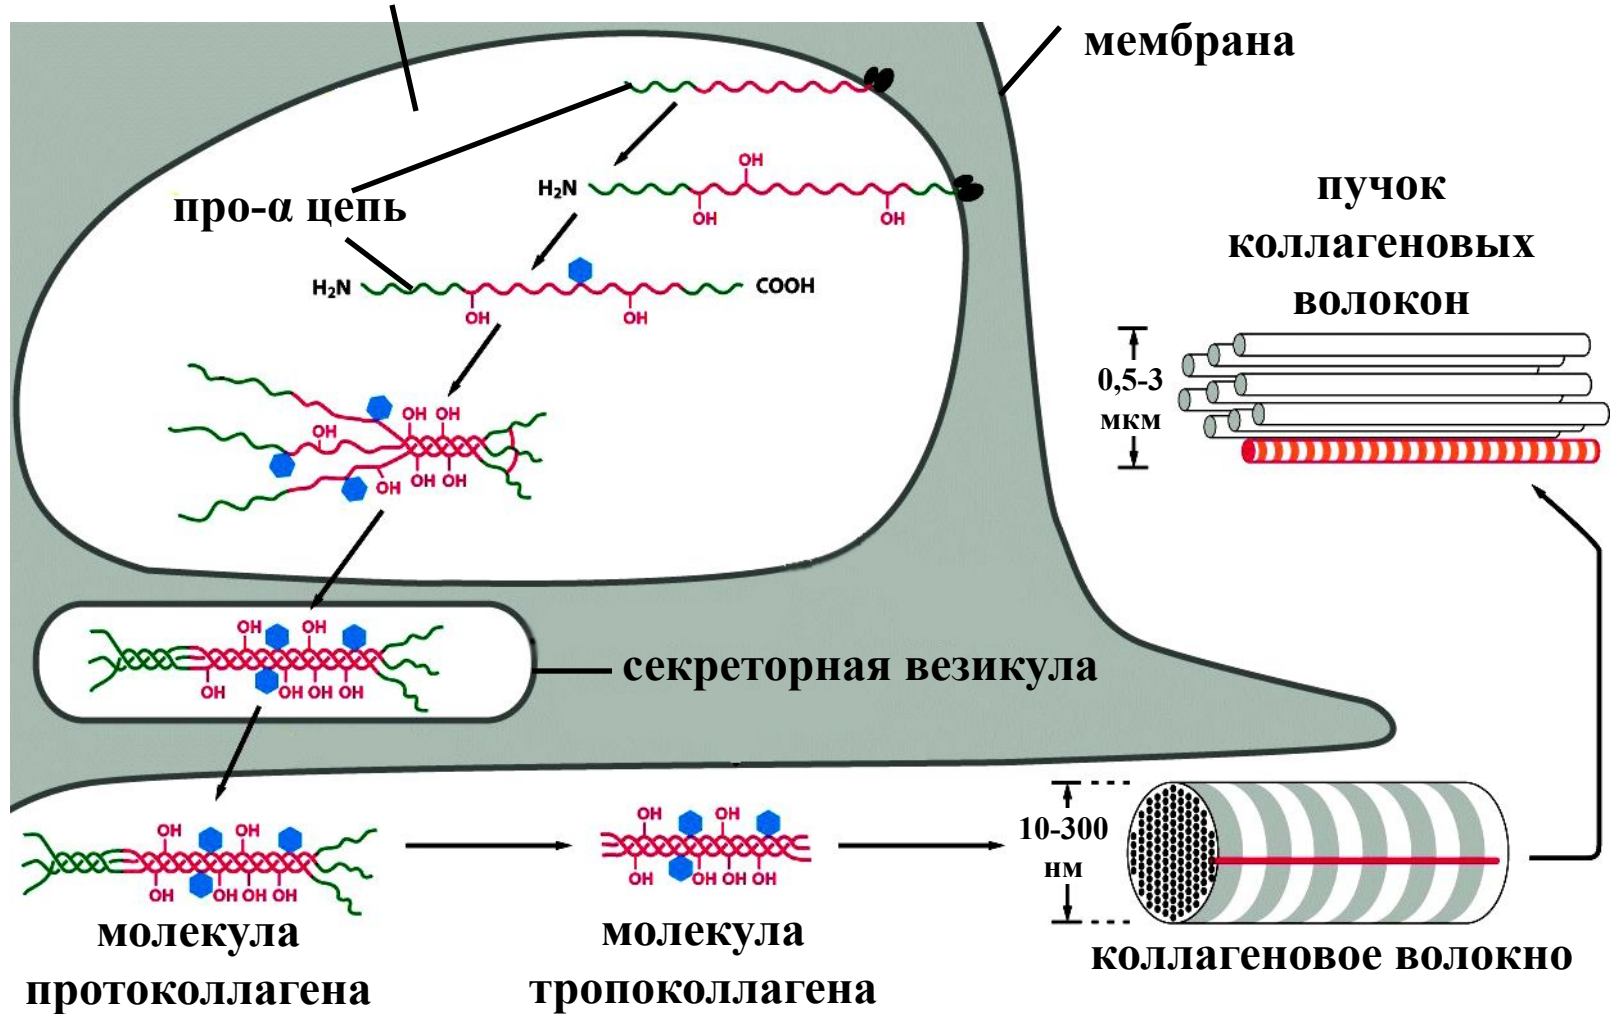 мембрана
OH
H₂N
OH
OH
про-α цепь
пучок
коллагеновых
волокон
H₂N
COOH
OH
OH
0,5-3
мкм
OH OH
OH
OH
OH OH
OH
OH
секреторная везикула
OH
OH OH OH
OH
OH
OH
OH OH OH
OH
OH
OH
OH OH OH
10-300
нм
молекула
протоколлагена
молекула
тропоколлагена
коллагеновое волокно